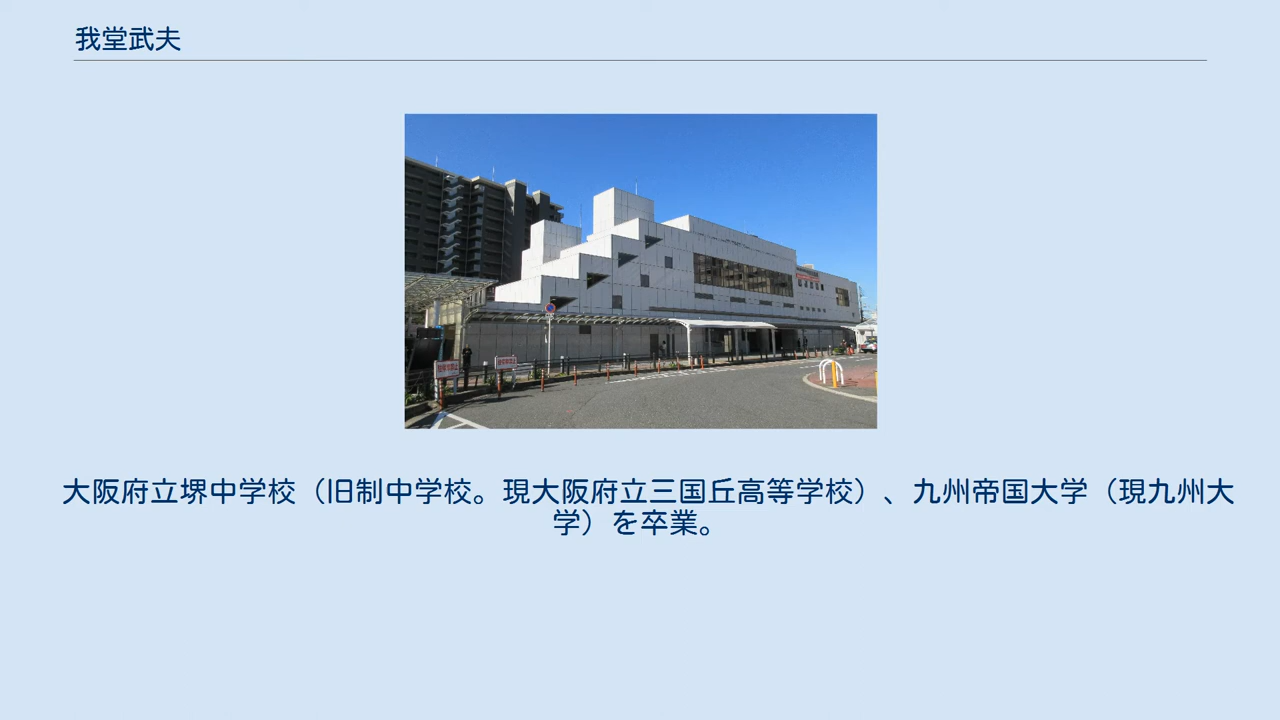 我堂武夫
大阪府立堺中学校（旧制中学校。現大阪府立三国丘高等学校）、九州帝国大学（現九州大
学）を卒業。